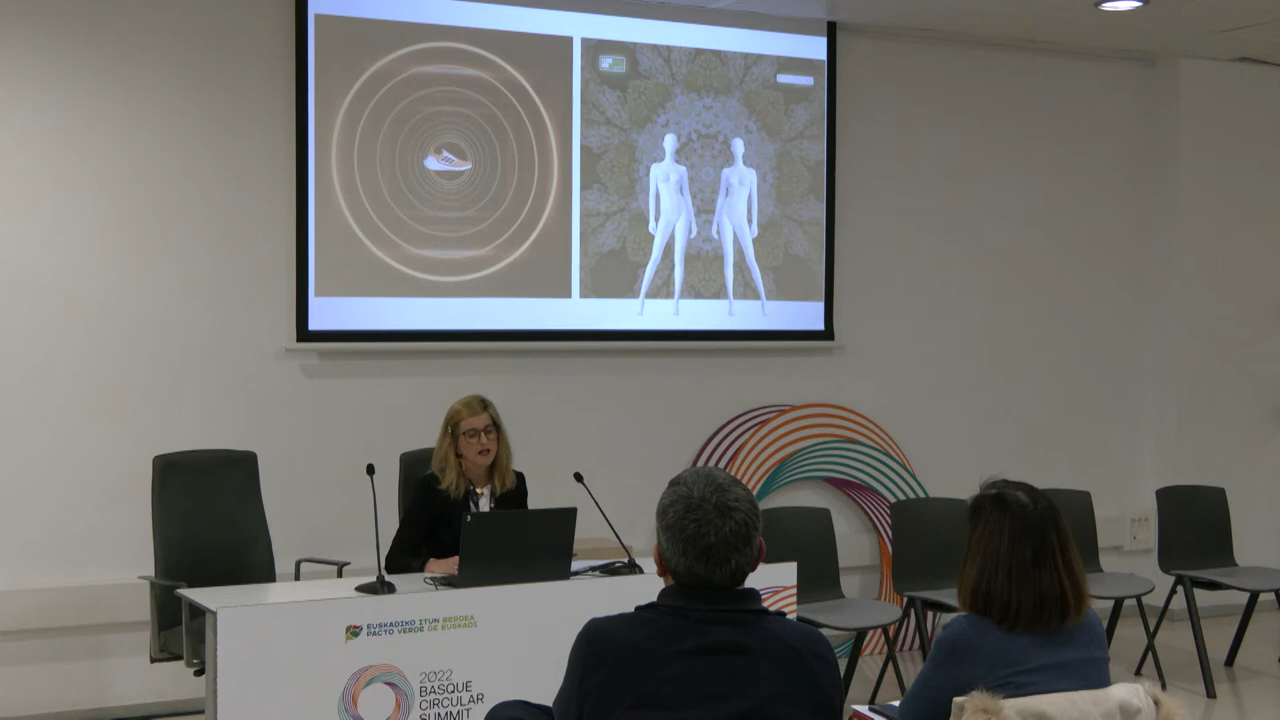 EUSKADIKO ITUN BERDEA
PACTO VERDE DE EUSKADI
2022
BASQUE
CIRCULAR
SUMMIT